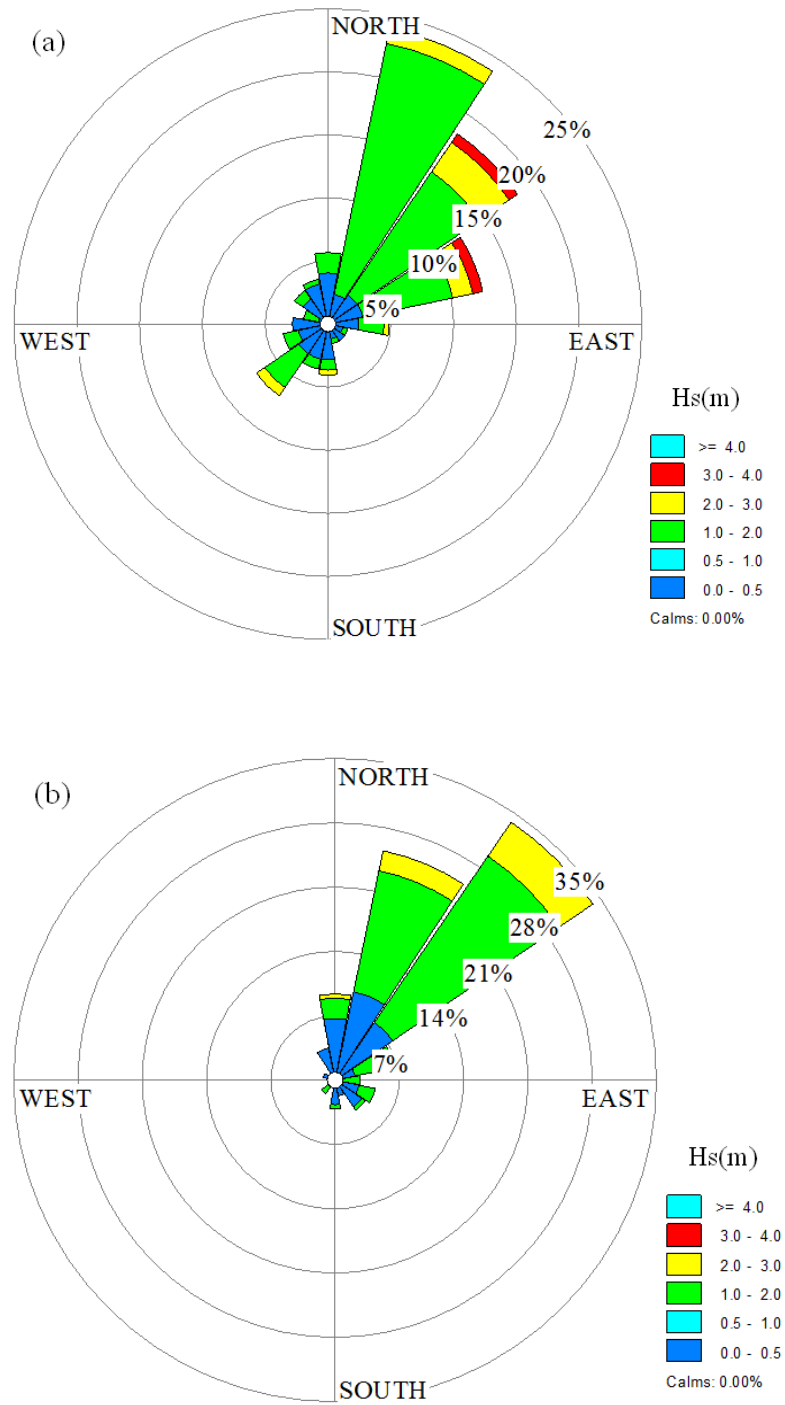 (a)
NORTH
25%
20%
15%
10%
5%
WEST
EAST
SOUTH
Hs(m)
>= 4.0
3.0 - 4.0
2.0 - 3.0
1.0 - 2.0
0.5 - 1.0
0.0 - 0.5
Calms: 0.00%
(b)
NORTH
35%
28%
21%
14%
7%
WEST
EAST
SOUTH
Hs(m)
>= 4.0
3.0 - 4.0
2.0 - 3.0
1.0 - 2.0
0.5 - 1.0
0.0 - 0.5
Calms: 0.00%